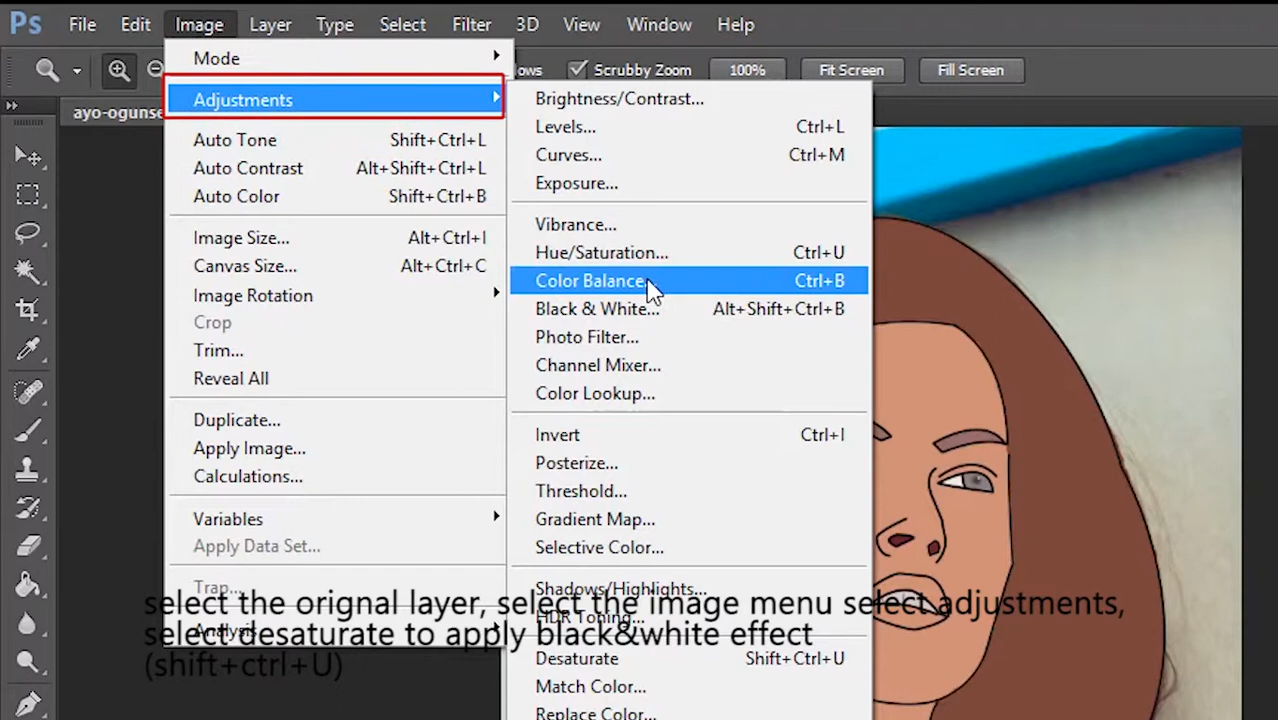 Ps File Edit Image Layer Type Select Filter 3D View Window Help
ows Scrubby Zoom 100% Fit Screen Fill Screen
ayo-ogunse
Mode
Adjustments
Auto Tone Shift+Ctrl+L
Auto Contrast Alt+Shift+Ctrl+L
Auto Color Shift+Ctrl+B
Image Size... Alt+Ctrl+I
Canvas Size... Alt+Ctrl+C
Image Rotation
Crop
Trim...
Reveal All
Duplicate...
Apply Image...
Calculations...
Variables
Apply Data Set...
Trap...
Analysis
Brightness/Contrast...
Levels... Ctrl+L
Curves... Ctrl+M
Exposure...
Vibrance...
Hue/Saturation... Ctrl+U
Color Balance... Ctrl+B
Black & White... Alt+Shift+Ctrl+B
Photo Filter...
Channel Mixer...
Color Lookup...
Invert Ctrl+I
Posterize...
Threshold...
Gradient Map...
Selective Color...
Shadows/Highlights...
HDR Toning...
Desaturate Shift+Ctrl+U
Match Color...
Replace Color...
select the orignal layer, select the image menu select adjustments,
select desaturate to apply black&white effect
(shift+ctrl+U)